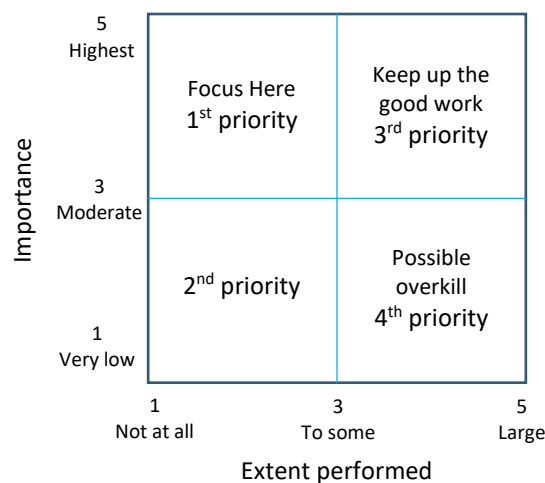 5
Highest
Focus Here
1st priority
Keep up the
good work
3rd priority
Importance
3
Moderate
2nd priority
Possible
overkill
4th priority
1
Very low
1
Not at all
3
To some
5
Large
Extent performed